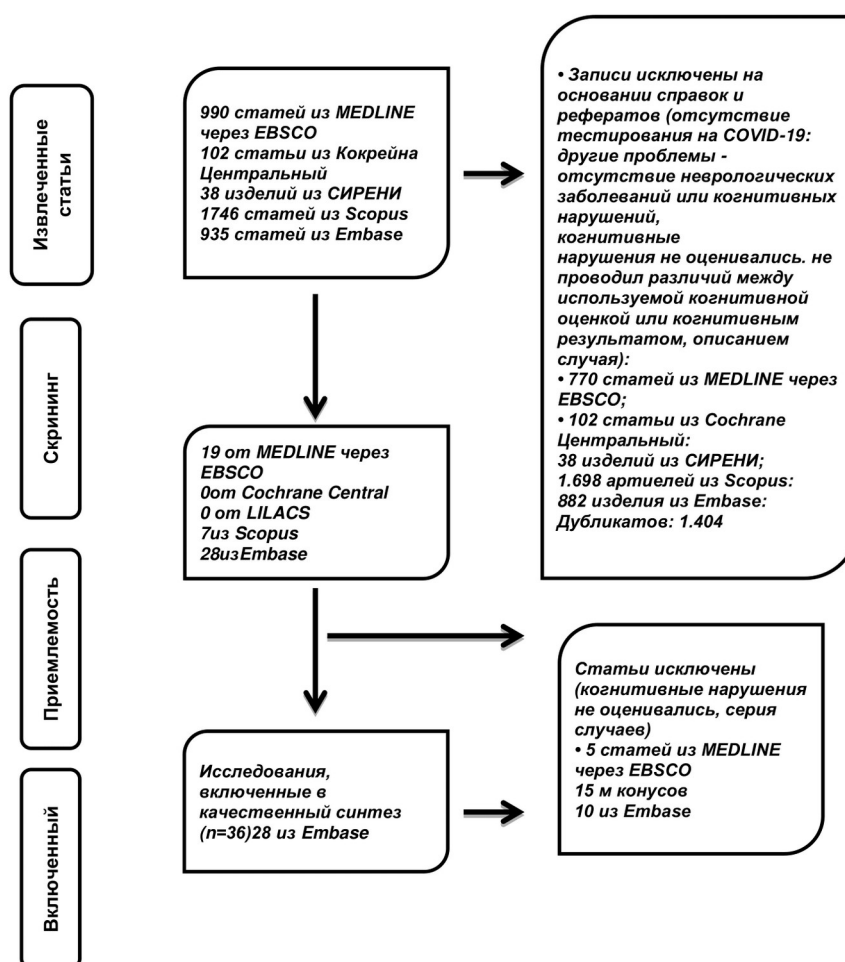 Извлеченные
статьи
990 статей из MEDLINE
через EBSCO
102 статьи из Кокрейна
Центральный
38 изделий из СИРЕНИ
1746 статей из Scopus
935 статей из Embase
• Записи исключены на
основании справок и
рефератов (отсутствие
тестирования на COVID-19:
другие проблемы -
отсутствие неврологических
заболеваний или когнитивных
нарушений,
когнитивные
нарушения не оценивались. не
проводил различий между
используемой когнитивной
оценкой или когнитивным
результатом, описанием
случая):
• 770 статей из MEDLINE через
EBSCO;
• 102 статьи из Cochrane
Центральный:
38 изделий из СИРЕНИ;
1.698 артиелей из Scopus:
882 изделия из Embase:
Дубликатов: 1.404
Скрининг
19 от MEDLINE через
EBSCO
0от Cochrane Central
0 от LILACS
7из Scopus
28изEmbase
Приемлемость
Статьи исключены
(когнитивные нарушения
не оценивались, серия
случаев)
• 5 статей из MEDLINE
через EBSCO
15 м конусов
10 из Embase
Включенный
Исследования,
включенные в
качественный синтез
(n=36)28 из Embase